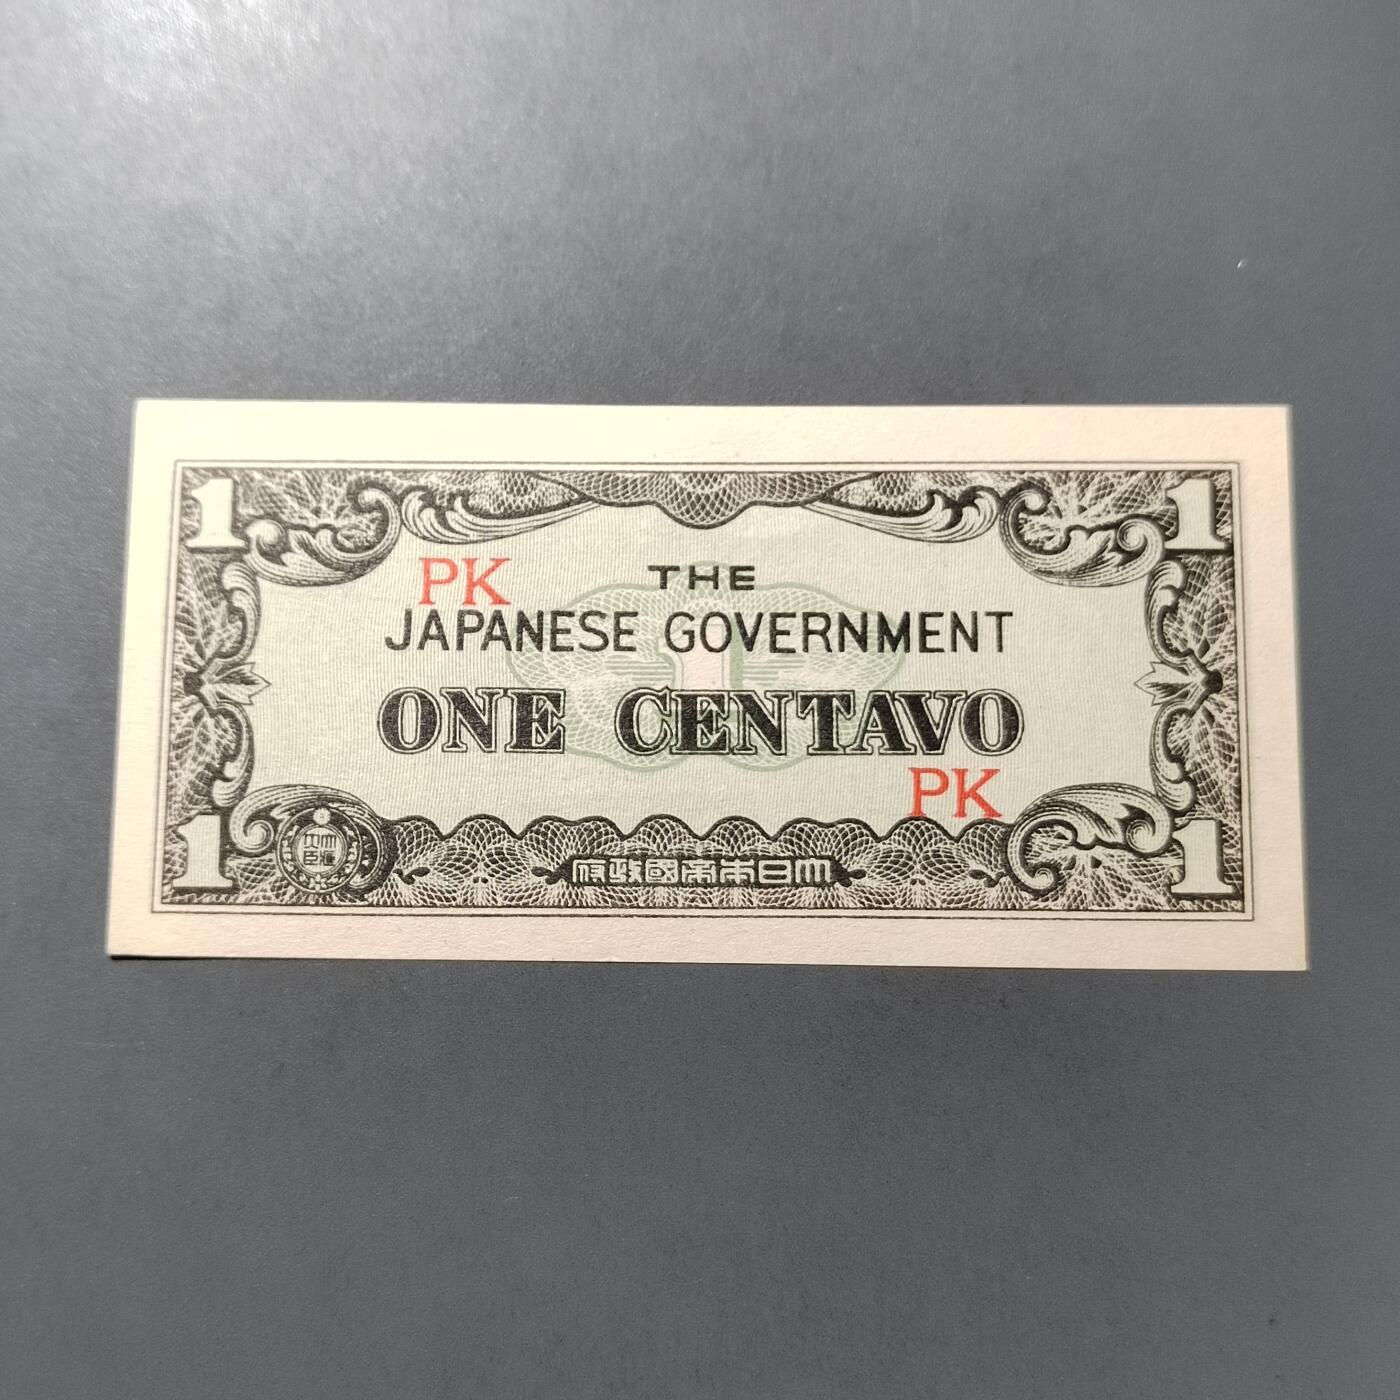 1
1
PK
THE
JAPANESE GOVERNMENT
ONE CENTAVO
PK
1
府政國帝本日大
1